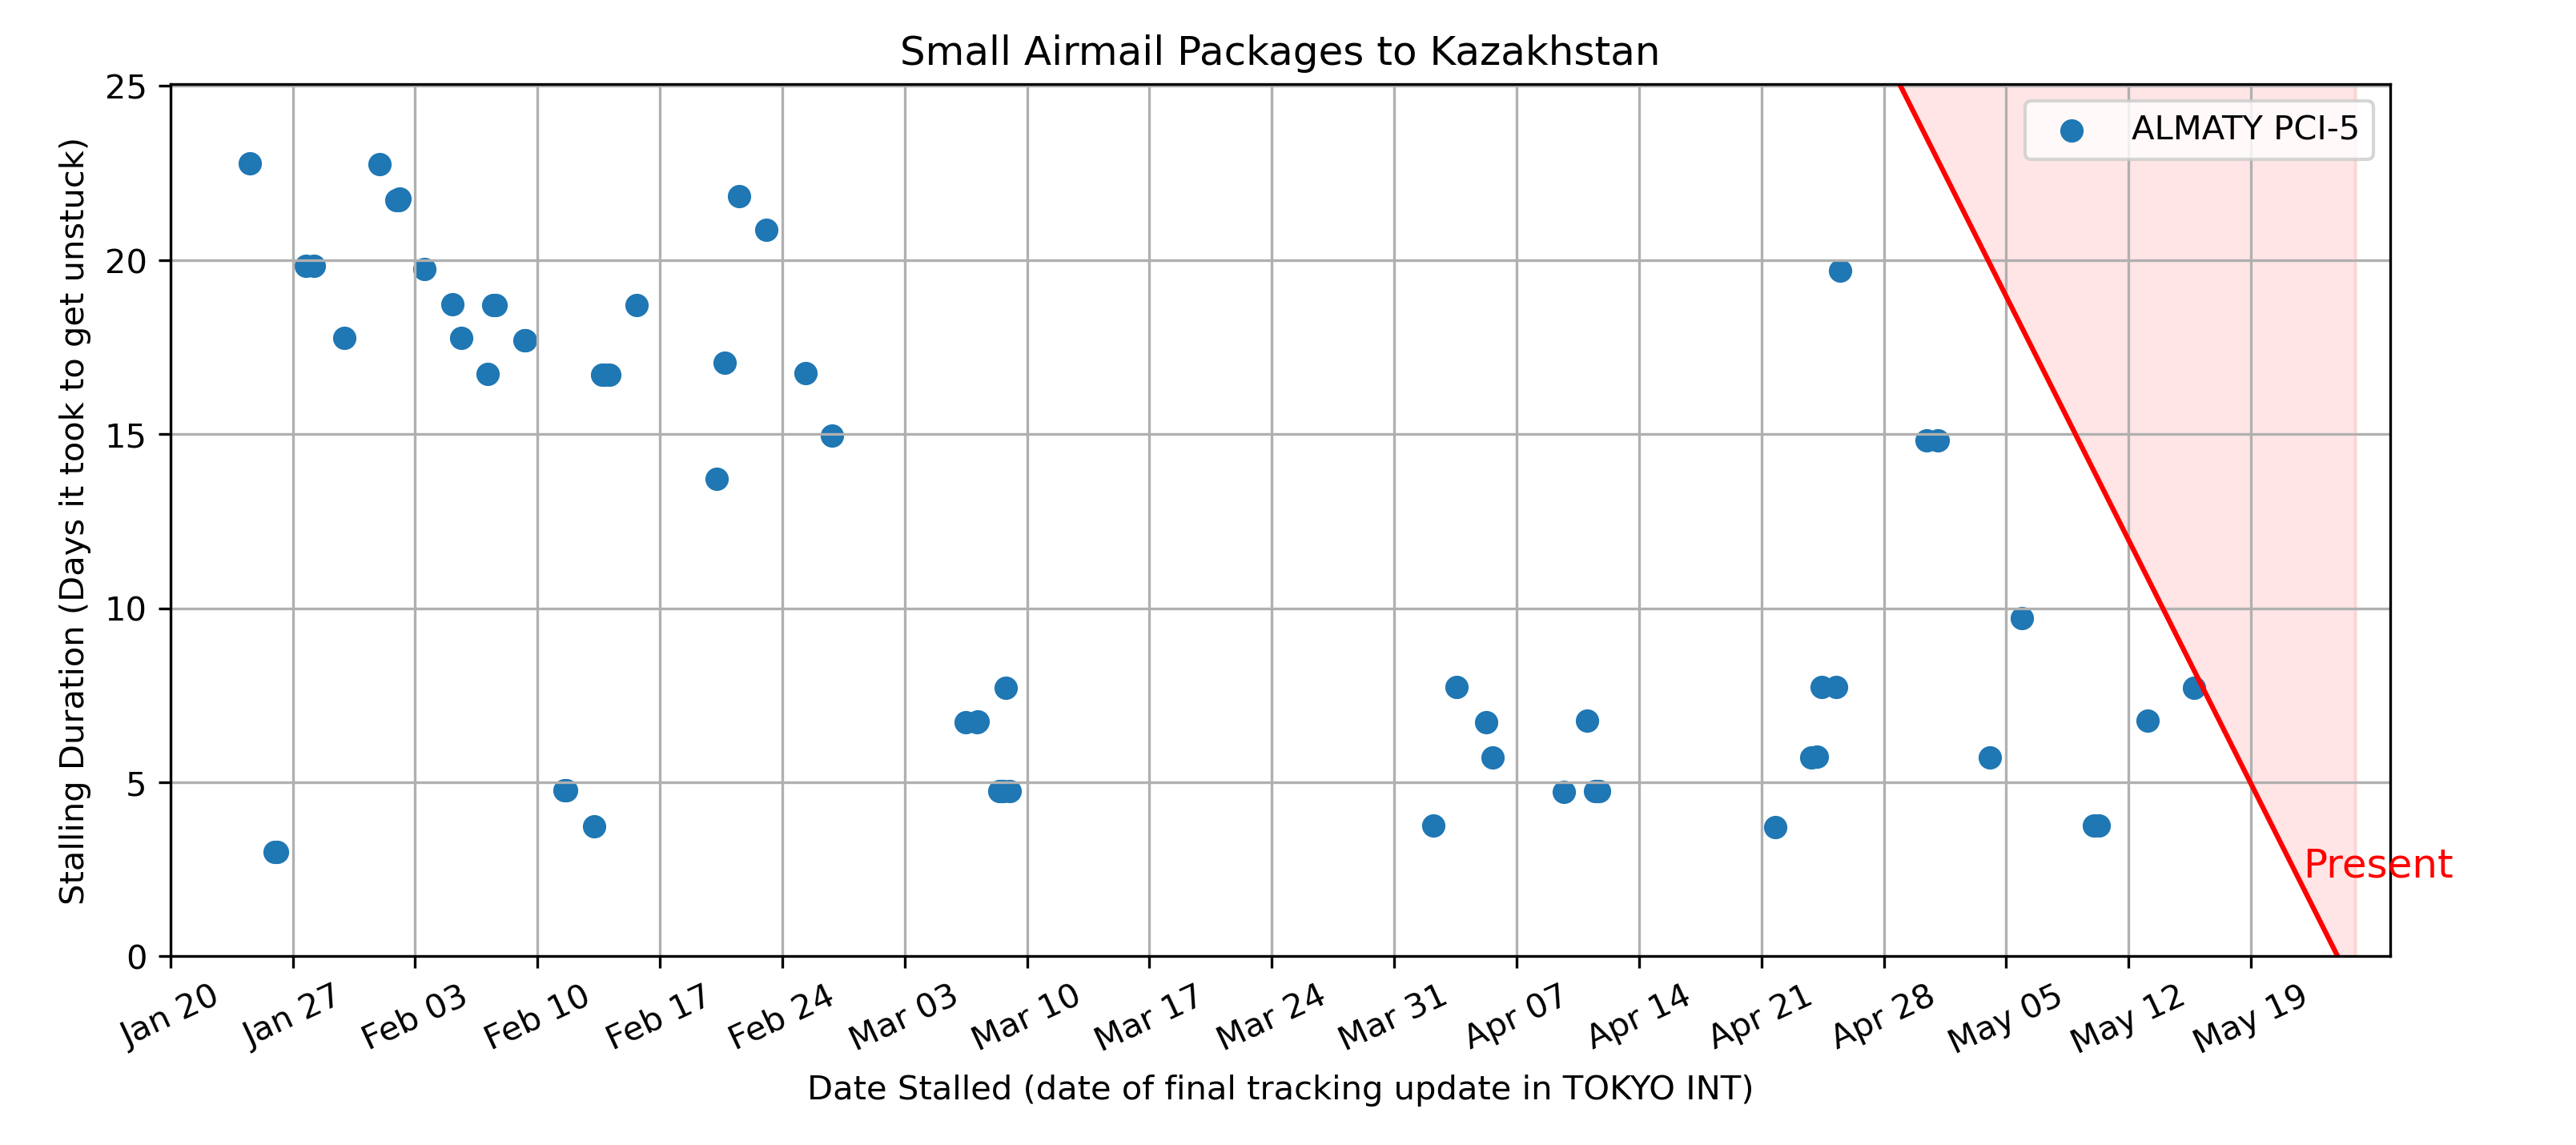 Small Airmail Packages to Kazakhstan
ALMATY PCI-5
Stalling Duration (Days it took to get unstuck)
25
20
15
10
5
0
Present
Jan 20
Jan 27
Feb 03
Feb 10
Feb 17
Feb 24
Mar 03
Mar 10
Mar 17
Mar 24
Mar 31
Apr 07
Apr 14
Apr 21
Apr 28
May 05
May 12
May 19
Date Stalled (date of final tracking update in TOKYO INT)